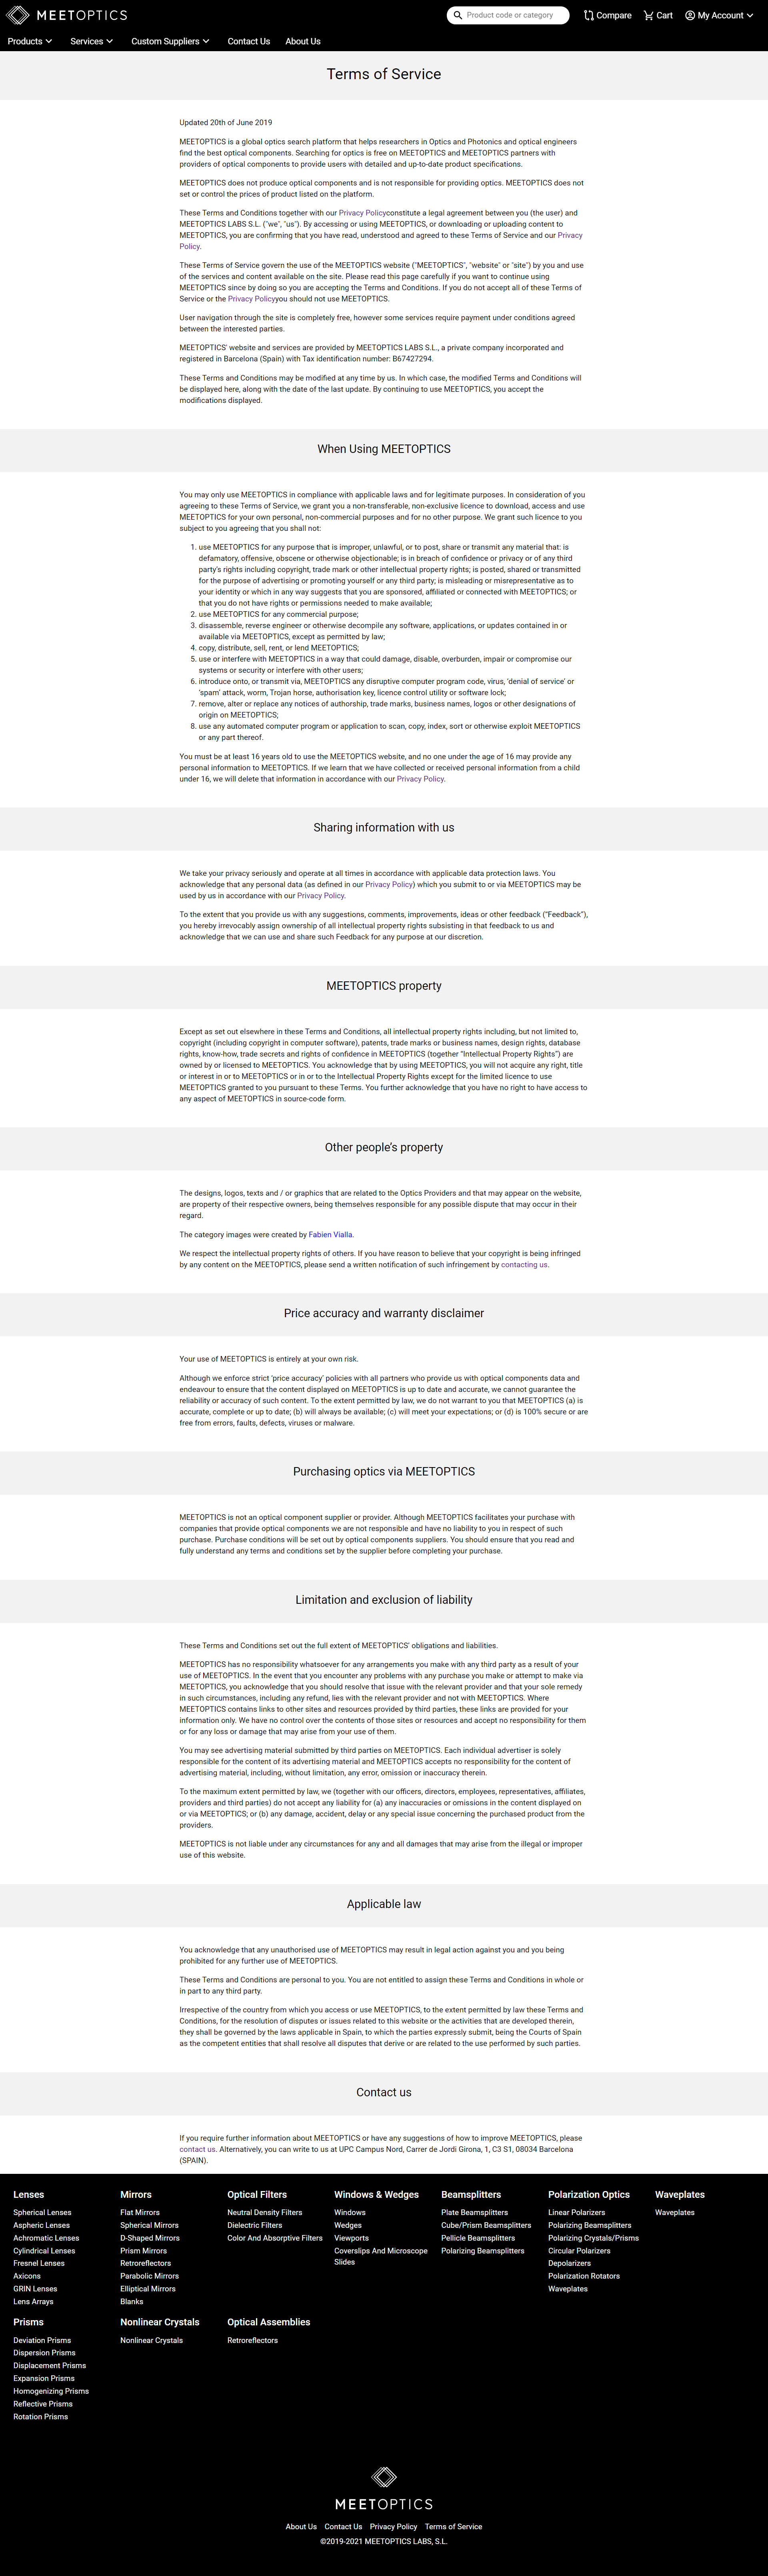 MEETOPTICS
Product code or category
Compare
Cart
My Account
Products
Services
Custom Suppliers
Contact Us
About Us
Terms of Service
Updated 20th of June 2019
MEETOPTICS is a global optics search platform that helps researchers in Optics and Photonics and optical engineers
find the best optical components. Searching for optics is free on MEETOPTICS and MEETOPTICS partners with
providers of optical components to provide users with detailed and up-to-date product specifications.
MEETOPTICS does not produce optical components and is not responsible for providing optics. MEETOPTICS does not
set or control the prices of product listed on the platform.
These Terms and Conditions together with our Privacy Policyconstitute a legal agreement between you (the user) and
MEETOPTICS LABS S.L. ("we", "us"). By accessing or using MEETOPTICS, or downloading or uploading content to
MEETOPTICS, you are confirming that you have read, understood and agreed to these Terms of Service and our Privacy
Policy.
These Terms of Service govern the use of the MEETOPTICS website ("MEETOPTICS", "website" or "site") by you and use
of the services and content available on the site. Please read this page carefully if you want to continue using
MEETOPTICS since by doing so you are accepting the Terms and Conditions. If you do not accept all of these Terms of
Service or the Privacy Policyyou should not use MEETOPTICS.
User navigation through the site is completely free, however some services require payment under conditions agreed
between the interested parties.
MEETOPTICS' website and services are provided by MEETOPTICS LABS S.L., a private company incorporated and
registered in Barcelona (Spain) with Tax identification number: B67427294.
These Terms and Conditions may be modified at any time by us. In which case, the modified Terms and Conditions will
be displayed here, along with the date of the last update. By continuing to use MEETOPTICS, you accept the
modifications displayed.
When Using MEETOPTICS
You may only use MEETOPTICS in compliance with applicable laws and for legitimate purposes. In consideration of you
agreeing to these Terms of Service, we grant you a non-transferable, non-exclusive licence to download, access and use
MEETOPTICS for your own personal, non-commercial purposes and for no other purpose. We grant such licence to you
subject to you agreeing that you shall not:
1. use MEETOPTICS for any purpose that is improper, unlawful, or to post, share or transmit any material that: is
defamatory, offensive, obscene or otherwise objectionable; is in breach of confidence or privacy or of any third
party's rights including copyright, trade mark or other intellectual property rights; is posted, shared or transmitted
for the purpose of advertising or promoting yourself or any third party; is misleading or misrepresentative as to
your identity or which in any way suggests that you are sponsored, affiliated or connected with MEETOPTICS; or
that you do not have rights or permissions needed to make available;
2. use MEETOPTICS for any commercial purpose;
3. disassemble, reverse engineer or otherwise decompile any software, applications, or updates contained in or
available via MEETOPTICS, except as permitted by law;
4. copy, distribute, sell, rent, or lend MEETOPTICS;
5. use or interfere with MEETOPTICS in a way that could damage, disable, overburden, impair or compromise our
systems or security or interfere with other users;
6. introduce onto, or transmit via, MEETOPTICS any disruptive computer program code, virus, 'denial of service' or
'spam' attack, worm, Trojan horse, authorisation key, licence control utility or software lock;
7. remove, alter or replace any notices of authorship, trade marks, business names, logos or other designations of
origin on MEETOPTICS;
8. use any automated computer program or application to scan, copy, index, sort or otherwise exploit MEETOPTICS
or any part thereof.
You must be at least 16 years old to use the MEETOPTICS website, and no one under the age of 16 may provide any
personal information to MEETOPTICS. If we learn that we have collected or received personal information from a child
under 16, we will delete that information in accordance with our Privacy Policy.
Sharing information with us
We take your privacy seriously and operate at all times in accordance with applicable data protection laws. You
acknowledge that any personal data (as defined in our Privacy Policy) which you submit to or via MEETOPTICS may be
used by us in accordance with our Privacy Policy.
To the extent that you provide us with any suggestions, comments, improvements, ideas or other feedback ("Feedback"),
you hereby irrevocably assign ownership of all intellectual property rights subsisting in that feedback to us and
acknowledge that we can use and share such Feedback for any purpose at our discretion.
MEETOPTICS property
Except as set out elsewhere in these Terms and Conditions, all intellectual property rights including, but not limited to,
copyright (including copyright in computer software), patents, trade marks or business names, design rights, database
rights, know-how, trade secrets and rights of confidence in MEETOPTICS (together "Intellectual Property Rights") are
owned by or licensed to MEETOPTICS. You acknowledge that by using MEETOPTICS, you will not acquire any right, title
or interest in or to MEETOPTICS or in or to the Intellectual Property Rights except for the limited licence to use
MEETOPTICS granted to you pursuant to these Terms. You further acknowledge that you have no right to have access to
any aspect of MEETOPTICS in source-code form.
Other people's property
The designs, logos, texts and / or graphics that are related to the Optics Providers and that may appear on the website,
are property of their respective owners, being themselves responsible for any possible dispute that may occur in their
regard.
The category images were created by Fabien Vialla.
We respect the intellectual property rights of others. If you have reason to believe that your copyright is being infringed
by any content on the MEETOPTICS, please send a written notification of such infringement by contacting us.
Price accuracy and warranty disclaimer
Your use of MEETOPTICS is entirely at your own risk.
Although we enforce strict 'price accuracy' policies with all partners who provide us with optical components data and
endeavour to ensure that the content displayed on MEETOPTICS is up to date and accurate, we cannot guarantee the
reliability or accuracy of such content. To the extent permitted by law, we do not warrant to you that MEETOPTICS (a) is
accurate, complete or up to date; (b) will always be available; (c) will meet your expectations; or (d) is 100% secure or are
free from errors, faults, defects, viruses or malware.
Purchasing optics via MEETOPTICS
MEETOPTICS is not an optical component supplier or provider. Although MEETOPTICS facilitates your purchase with
companies that provide optical components we are not responsible and have no liability to you in respect of such
purchase. Purchase conditions will be set out by optical components suppliers. You should ensure that you read and
fully understand any terms and conditions set by the supplier before completing your purchase.
Limitation and exclusion of liability
These Terms and Conditions set out the full extent of MEETOPTICS' obligations and liabilities.
MEETOPTICS has no responsibility whatsoever for any arrangements you make with any third party as a result of your
use of MEETOPTICS. In the event that you encounter any problems with any purchase you make or attempt to make via
MEETOPTICS, you acknowledge that you should resolve that issue with the relevant provider and that your sole remedy
in such circumstances, including any refund, lies with the relevant provider and not with MEETOPTICS. Where
MEETOPTICS contains links to other sites and resources provided by third parties, these links are provided for your
information only. We have no control over the contents of those sites or resources and accept no responsibility for them
or for any loss or damage that may arise from your use of them.
You may see advertising material submitted by third parties on MEETOPTICS. Each individual advertiser is solely
responsible for the content of its advertising material and MEETOPTICS accepts no responsibility for the content of
advertising material, including, without limitation, any error, omission or inaccuracy therein.
To the maximum extent permitted by law, we (together with our officers, directors, employees, representatives, affiliates,
providers and third parties) do not accept any liability for (a) any inaccuracies or omissions in the content displayed on
or via MEETOPTICS; or (b) any damage, accident, delay or any special issue concerning the purchased product from the
providers.
MEETOPTICS is not liable under any circumstances for any and all damages that may arise from the illegal or improper
use of this website.
Applicable law
You acknowledge that any unauthorised use of MEETOPTICS may result in legal action against you and you being
prohibited for any further use of MEETOPTICS.
These Terms and Conditions are personal to you. You are not entitled to assign these Terms and Conditions in whole or
in part to any third party.
Irrespective of the country from which you access or use MEETOPTICS, to the extent permitted by law these Terms and
Conditions, for the resolution of disputes or issues related to this website or the activities that are developed therein,
they shall be governed by the laws applicable in Spain, to which the parties expressly submit, being the Courts of Spain
as the competent entities that shall resolve all disputes that derive or are related to the use performed by such parties.
Contact us
If you require further information about MEETOPTICS or have any suggestions of how to improve MEETOPTICS, please
contact us. Alternatively, you can write to us at UPC Campus Nord, Carrer de Jordi Girona, 1, C3 S1, 08034 Barcelona
(SPAIN).
Lenses
Spherical Lenses
Aspheric Lenses
Achromatic Lenses
Cylindrical Lenses
Fresnel Lenses
Axicons
GRIN Lenses
Lens Arrays
Mirrors
Flat Mirrors
Spherical Mirrors
D-Shaped Mirrors
Prism Mirrors
Retroreflectors
Parabolic Mirrors
Elliptical Mirrors
Blanks
Optical Filters
Neutral Density Filters
Dielectric Filters
Color And Absorptive Filters
Windows & Wedges
Windows
Wedges
Viewports
Coverslips And Microscope
Slides
Beamsplitters
Plate Beamsplitters
Cube/Prism Beamsplitters
Pellicle Beamsplitters
Polarizing Beamsplitters
Polarization Optics
Linear Polarizers
Polarizing Beamsplitters
Polarizing Crystals/Prisms
Circular Polarizers
Depolarizers
Polarization Rotators
Waveplates
Waveplates
Waveplates
Prisms
Deviation Prisms
Dispersion Prisms
Displacement Prisms
Expansion Prisms
Homogenizing Prisms
Reflective Prisms
Rotation Prisms
Nonlinear Crystals
Nonlinear Crystals
Optical Assemblies
Retroreflectors
MEETOPTICS
About Us
Contact Us
Privacy Policy
Terms of Service
©2019-2021 MEETOPTICS LABS, S.L.